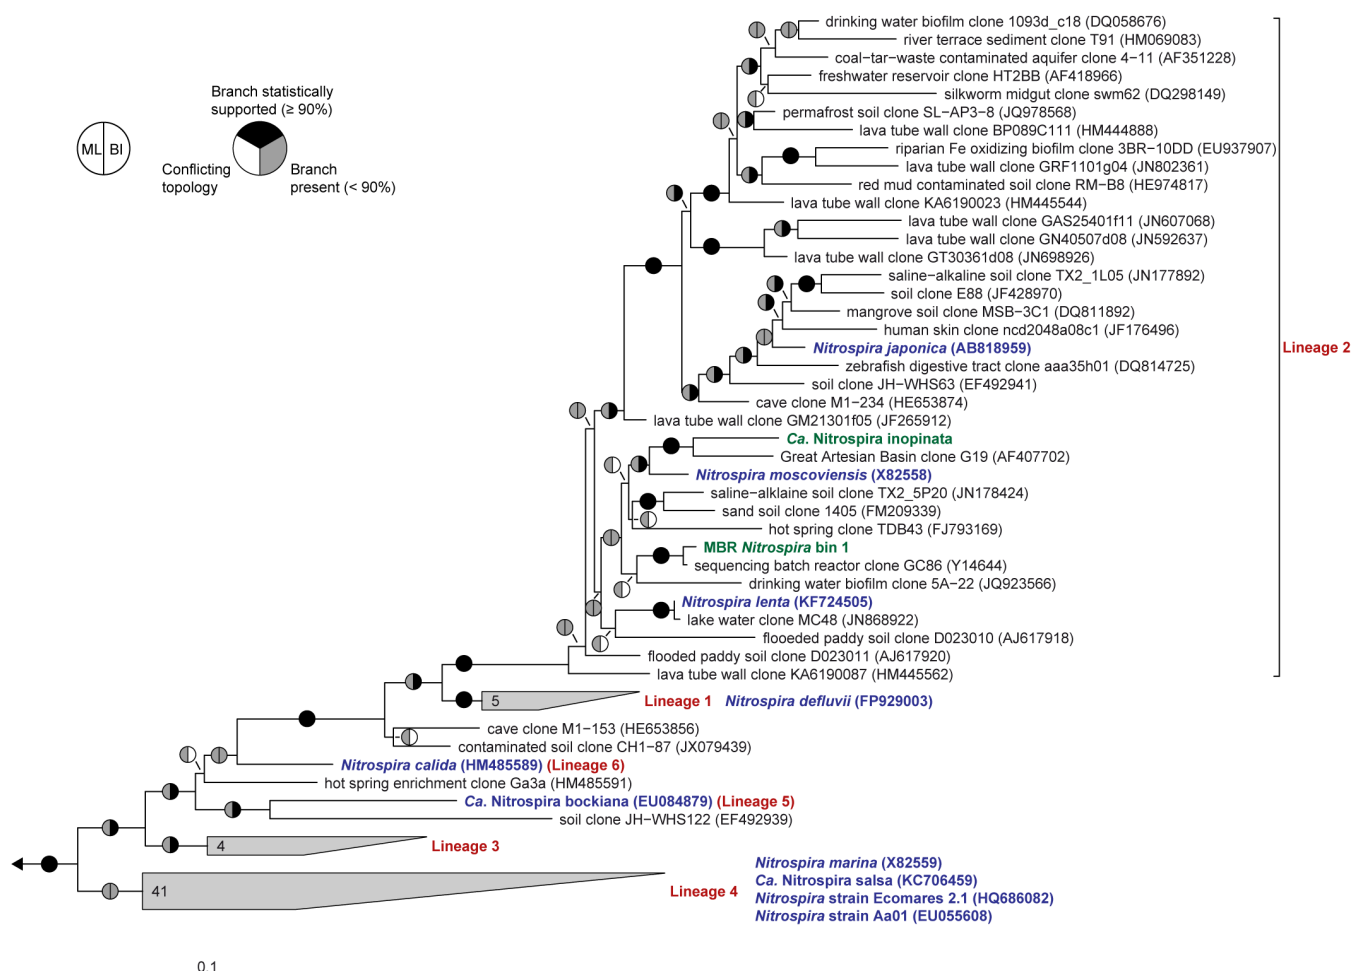 Branch statistically
supported (≥ 90%)
ML BI
Conflicting
topology
Branch
present (< 90%)
drinking water biofilm clone 1093d_c18 (DQ058676)
river terrace sediment clone T91 (HM069083)
coal−tar−waste contaminated aquifer clone 4−11 (AF351228)
freshwater reservoir clone HT2BB (AF418966)
silkworm midgut clone swm62 (DQ298149)
permafrost soil clone SL−AP3−8 (JQ978568)
lava tube wall clone BP089C111 (HM444888)
riparian Fe oxidizing biofilm clone 3BR−10DD (EU937907)
lava tube wall clone GRF1101g04 (JN802361)
red mud contaminated soil clone RM−B8 (HE974817)
lava tube wall clone KA6190023 (HM445544)
lava tube wall clone GAS25401f11 (JN607068)
lava tube wall clone GN40507d08 (JN592637)
lava tube wall clone GT30361d08 (JN698926)
saline−alkaline soil clone TX2_1L05 (JN177892)
soil clone E88 (JF428970)
mangrove soil clone MSB−3C1 (DQ811892)
human skin clone ncd2048a08c1 (JF176496)
Nitrospira japonica (AB818959)
Lineage 2
zebrafish digestive tract clone aaa35h01 (DQ814725)
soil clone JH−WHS63 (EF492941)
cave clone M1−234 (HE653874)
lava tube wall clone GM21301f05 (JF265912)
Ca. Nitrospira inopinata
Great Artesian Basin clone G19 (AF407702)
Nitrospira moscoviensis (X82558)
saline−alklaine soil clone TX2_5P20 (JN178424)
sand soil clone 1405 (FM209339)
hot spring clone TDB43 (FJ793169)
MBR Nitrospira bin 1
sequencing batch reactor clone GC86 (Y14644)
drinking water biofilm clone 5A−22 (JQ923566)
Nitrospira lenta (KF724505)
lake water clone MC48 (JN868922)
flooeded paddy soil clone D023010 (AJ617918)
flooded paddy soil clone D023011 (AJ617920)
lava tube wall clone KA6190087 (HM445562)
5 Lineage 1 Nitrospira defluvii (FP929003)
cave clone M1−153 (HE653856)
contaminated soil clone CH1−87 (JX079439)
Nitrospira calida (HM485589) (Lineage 6)
hot spring enrichment clone Ga3a (HM485591)
Ca. Nitrospira bockiana (EU084879) (Lineage 5)
soil clone JH−WHS122 (EF492939)
4 Lineage 3
41 Lineage 4
Nitrospira marina (X82559)
Ca. Nitrospira salsa (KC706459)
Nitrospira strain Ecomares 2.1 (HQ686082)
Nitrospira strain Aa01 (EU055608)
0.1